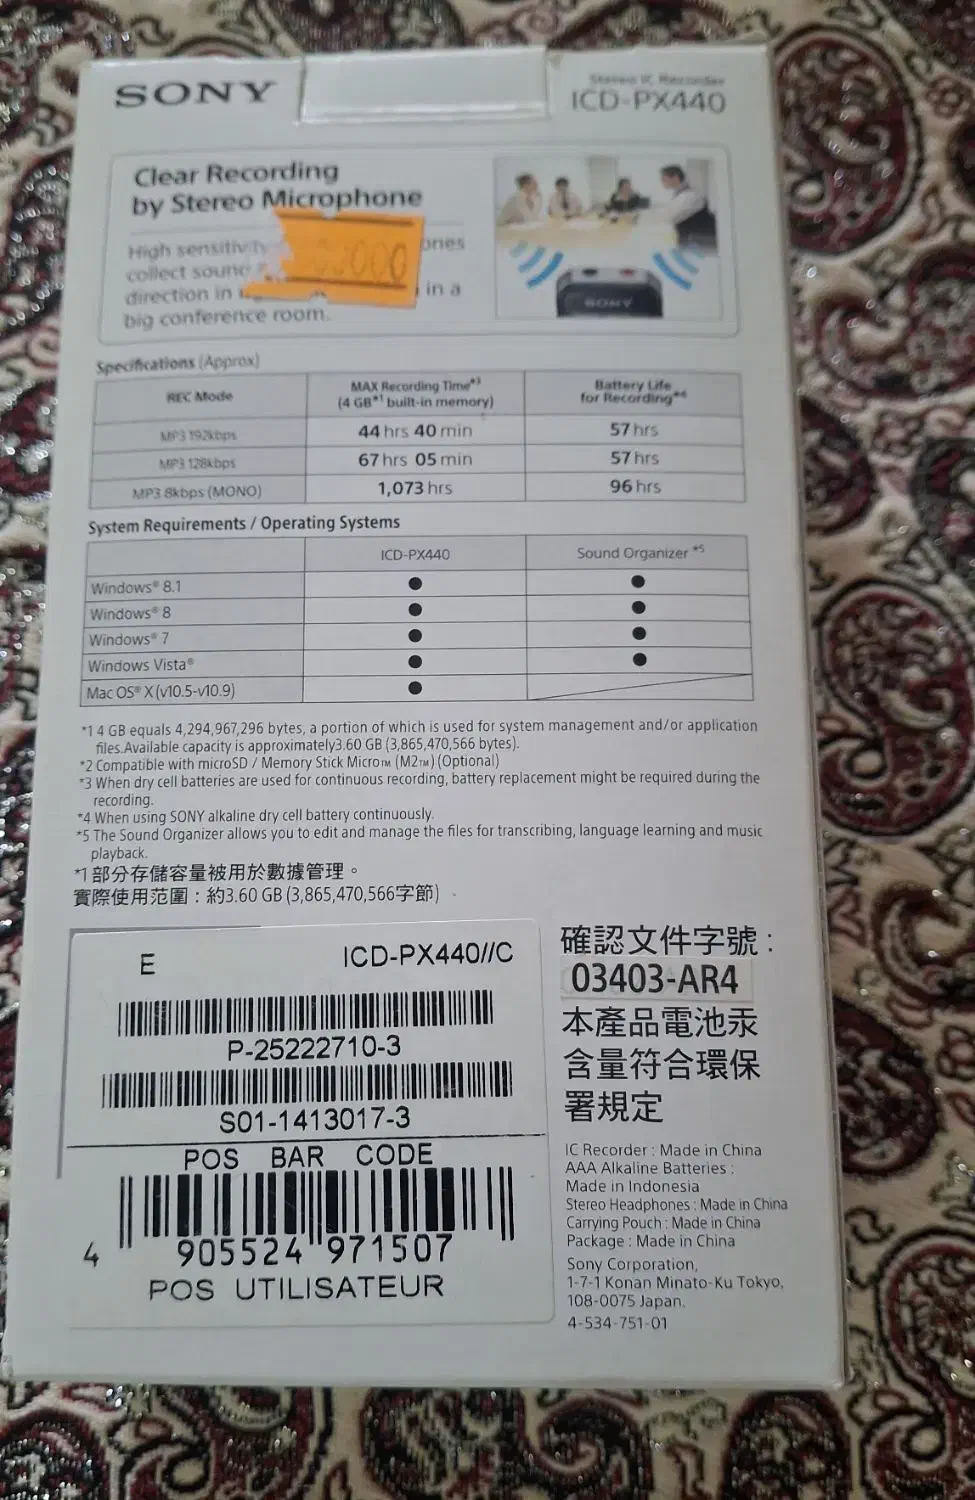 SONY
Stereo IC Recorder
ICD-PX440
Clear Recording
by Stereo Microphone
High sensitivity ones
collect sound
direction in in a
big conference room.
SONY
Specifications (Approx)
REC Mode MAX Recording Time*3 (4 GB*1 built-in memory) Battery Life for Recording*4
MP3 192kbps 44 hrs 40 min 57 hrs
MP3 128kbps 67 hrs 05 min 57 hrs
MP3 8kbps (MONO) 1,073 hrs 96 hrs
System Requirements / Operating Systems
ICD-PX440 Sound Organizer *5
Windows® 8.1 ● ●
Windows® 8 ● ●
Windows® 7 ● ●
Windows Vista® ● ●
Mac OS® X (v10.5-v10.9) ●
*1 4 GB equals 4,294,967,296 bytes, a portion of which is used for system management and/or application
files.Available capacity is approximately3.60 GB (3,865,470,566 bytes).
*2 Compatible with microSD / Memory Stick Micro™ (M2™) (Optional)
*3 When dry cell batteries are used for continuous recording, battery replacement might be required during the
recording.
*4 When using SONY alkaline dry cell battery continuously.
*5 The Sound Organizer allows you to edit and manage the files for transcribing, language learning and music
playback.
*1 部分存儲容量被用於數據管理。
實際使用范圍：約3.60 GB (3,865,470,566字節)
E ICD-PX440//C
P-25222710-3
S01-1413017-3
POS BAR CODE
4 905524 971507
POS UTILISATEUR
確認文件字號：
03403-AR4
本產品電池汞
含量符合環保
署規定
IC Recorder : Made in China
AAA Alkaline Batteries :
Made in Indonesia
Stereo Headphones : Made in China
Carrying Pouch : Made in China
Package : Made in China
Sony Corporation,
1-7-1 Konan Minato-Ku Tokyo,
108-0075 Japan.
4-534-751-01